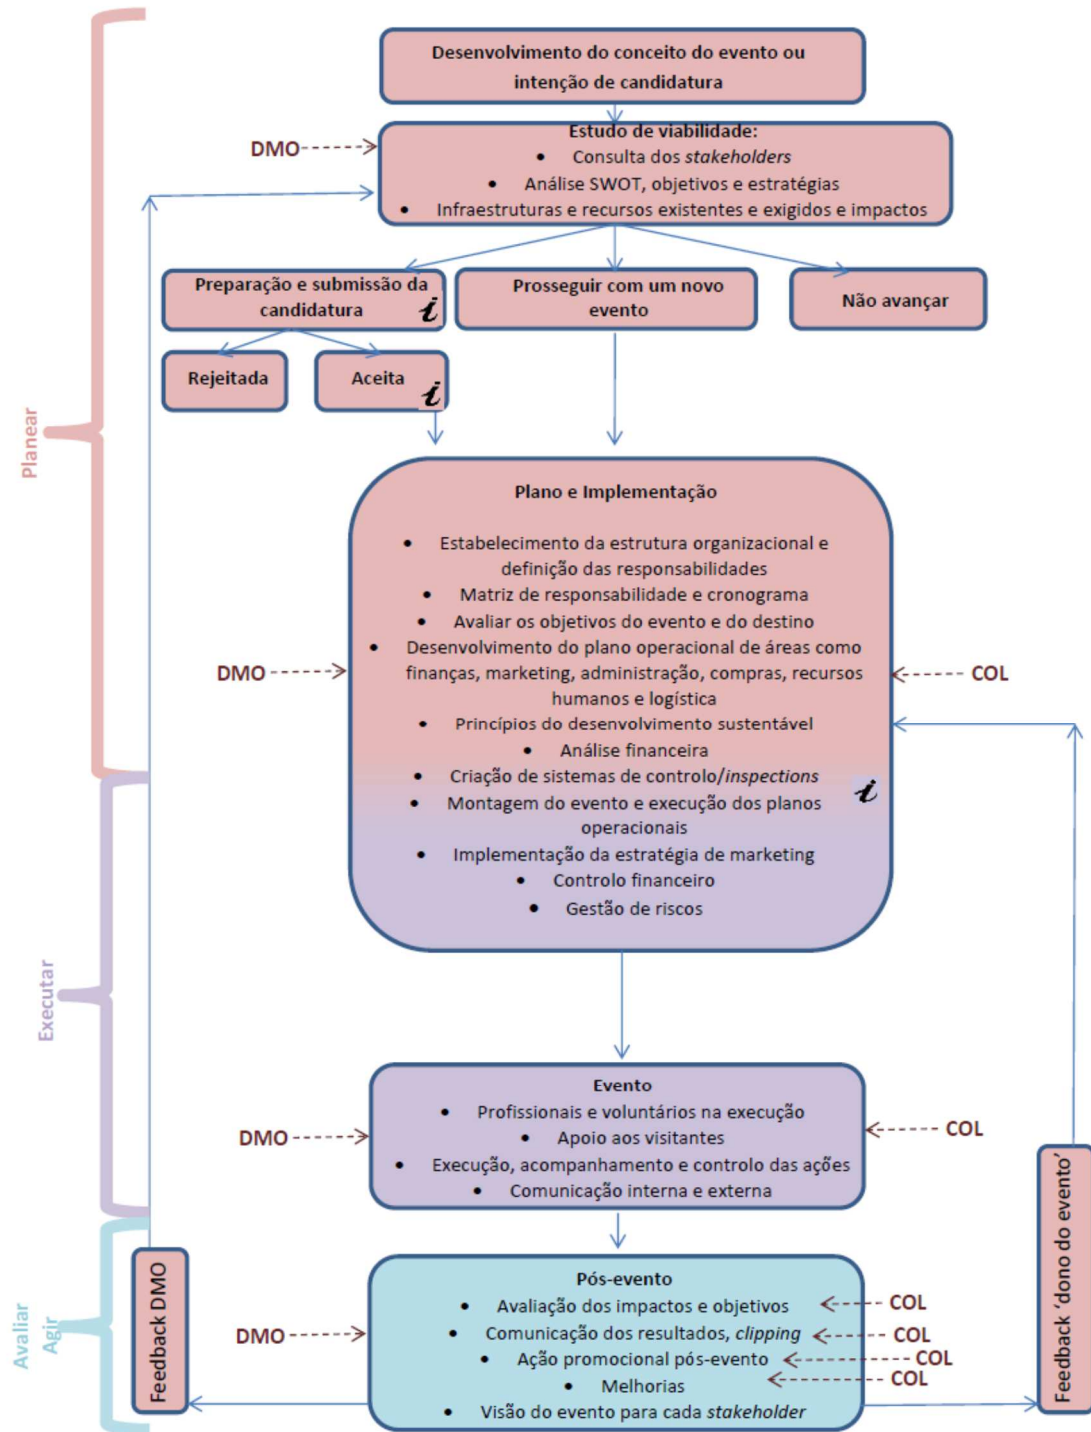 Desenvolvimento do conceito do evento ou
intenção de candidatura
DMO
Estudo de viabilidade:
• Consulta dos stakeholders
• Análise SWOT, objetivos e estratégias
• Infraestruturas e recursos existentes e exigidos e impactos
Preparação e submissão da
candidatura
i
Prosseguir com um novo
evento
Não avançar
Rejeitada
Aceita
i
Planear
Plano e Implementação
• Estabelecimento da estrutura organizacional e
definição das responsabilidades
• Matriz de responsabilidade e cronograma
• Avaliar os objetivos do evento e do destino
• Desenvolvimento do plano operacional de áreas como
finanças, marketing, administração, compras, recursos
humanos e logística
• Princípios do desenvolvimento sustentável
• Análise financeira
• Criação de sistemas de controlo/inspections
• Montagem do evento e execução dos planos
operacionais
• Implementação da estratégia de marketing
• Controlo financeiro
• Gestão de riscos
DMO
COL
i
Executar
Evento
• Profissionais e voluntários na execução
• Apoio aos visitantes
• Execução, acompanhamento e controlo das ações
• Comunicação interna e externa
DMO
COL
Avaliar
Agir
Feedback DMO
Pós-evento
• Avaliação dos impactos e objetivos
• Comunicação dos resultados, clipping
• Ação promocional pós-evento
• Melhorias
• Visão do evento para cada stakeholder
DMO
COL
COL
COL
COL
Feedback ‘dono do evento’